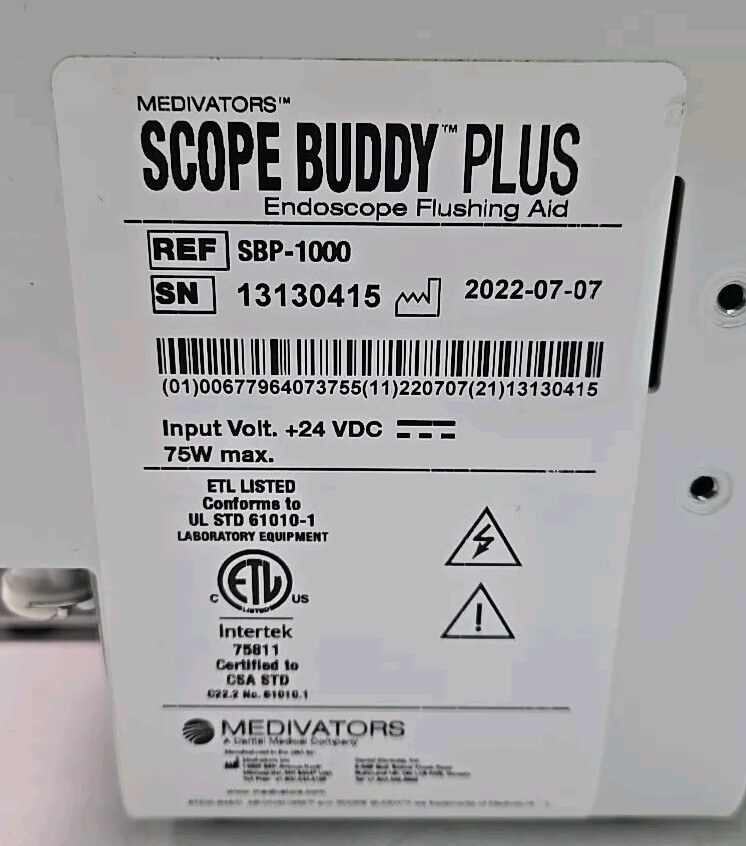 MEDIVATORS™
SCOPE BUDDY™ PLUS
Endoscope Flushing Aid
REF SBP-1000
SN 13130415 2022-07-07
(01)00677964073755(11)220707(21)13130415
Input Volt. +24 VDC
75W max.
ETL LISTED
Conforms to
UL STD 61010-1
LABORATORY EQUIPMENT
ETL
C US
LISTED
Intertek
75811
Certified to
CSA STD
C22.2 No. 61010.1
MEDIVATORS
A Cantel Medical Company